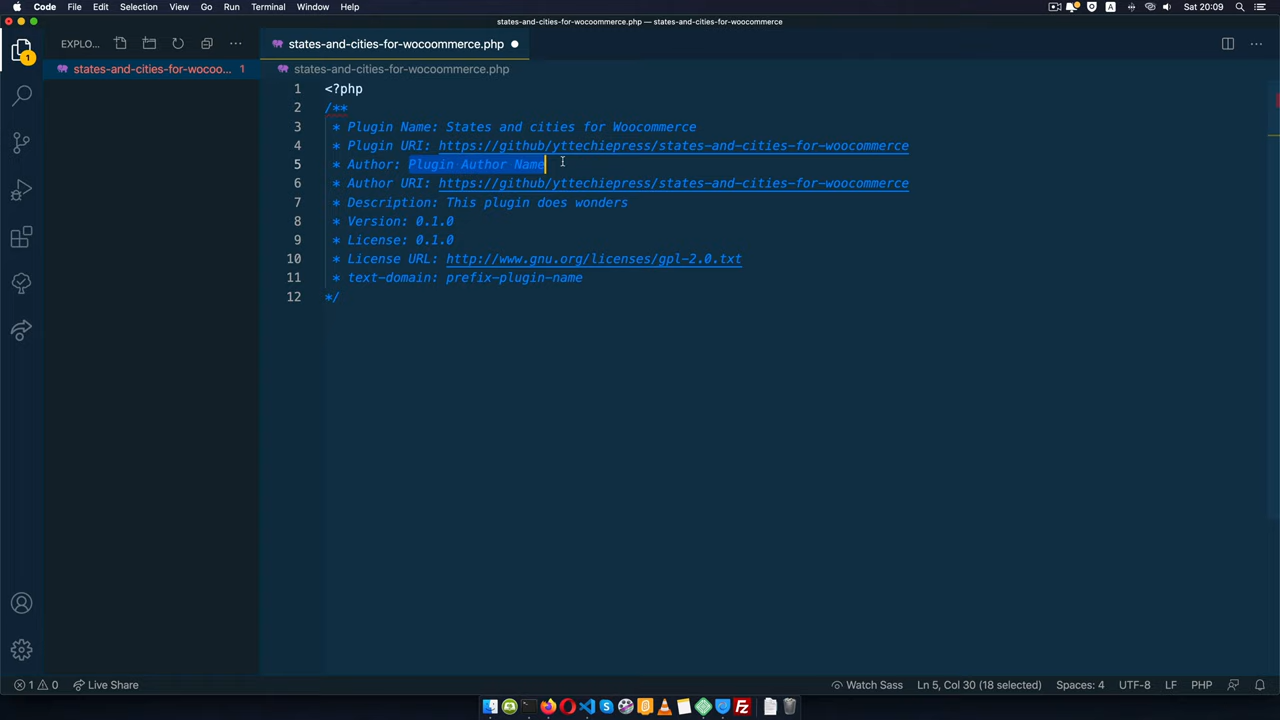 Code File Edit Selection View Go Run Terminal Window Help Sat 20:09
states-and-cities-for-wocoommerce.php — states-and-cities-for-woocommerce
EXPLO... states-and-cities-for-wocoommerce.php
states-and-cities-for-wocoo... 1 states-and-cities-for-wocoommerce.php
1 <?php
2 /**
3 * Plugin Name: States and cities for Woocommerce
4 * Plugin URI: https://github/yttechiepress/states-and-cities-for-woocommerce
5 * Author: Plugin Author Name
6 * Author URI: https://github/yttechiepress/states-and-cities-for-woocommerce
7 * Description: This plugin does wonders
8 * Version: 0.1.0
9 * License: 0.1.0
10 * License URL: http://www.gnu.org/licenses/gpl-2.0.txt
11 * text-domain: prefix-plugin-name
12 */
1 0 Live Share Watch Sass Ln 5, Col 30 (18 selected) Spaces: 4 UTF-8 LF PHP